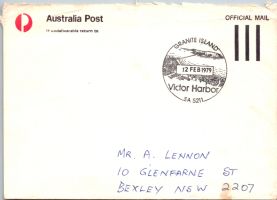 Australia Post
If undeliverable return to
OFFICIAL MAIL
GRANITE ISLAND
12 FEB 1979
Victor Harbor
SA 5211
MR. A. LENNON
10 GLENFARNE ST
BEXLEY NEW 2207